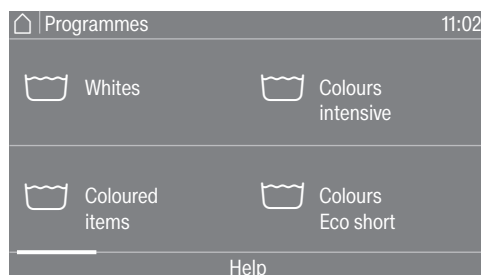 Programmes 11:02
Whites
Colours
intensive
Coloured
items
Colours
Eco short
Help